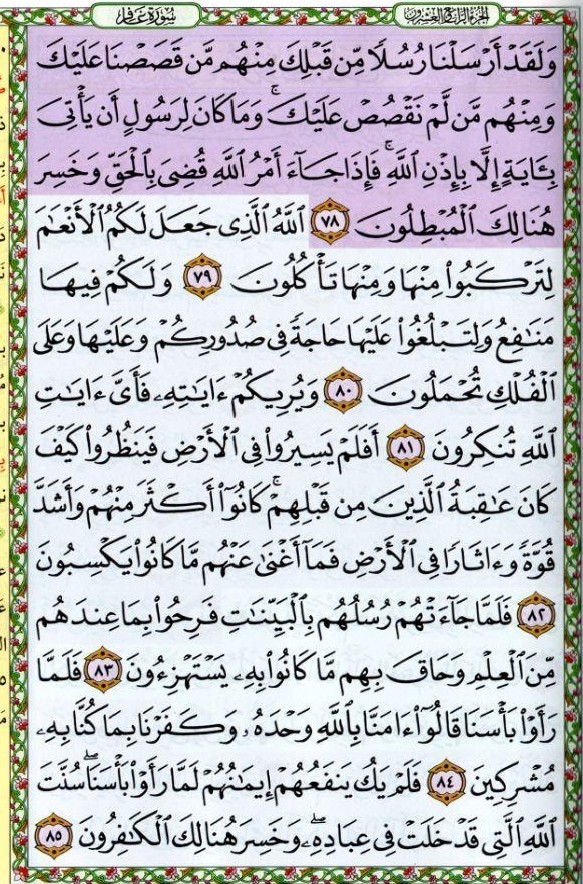 الجزء الرابع والعشرون
سورة غافر
وَلَقَدْ أَرْسَلْنَا رُسُلًا مِّن قَبْلِكَ مِنْهُم مَّن قَصَصْنَا عَلَيْكَ
وَمِنْهُم مَّن لَّمْ نَقْصُصْ عَلَيْكَ ۗ وَمَا كَانَ لِرَسُولٍ أَن يَأْتِىَ
بِـَٔايَةٍ إِلَّا بِإِذْنِ ٱللَّهِ ۚ فَإِذَا جَآءَ أَمْرُ ٱللَّهِ قُضِىَ بِٱلْحَقِّ وَخَسِرَ
هُنَالِكَ ٱلْمُبْطِلُونَ ٧٨ ٱللَّهُ ٱلَّذِى جَعَلَ لَكُمُ ٱلْأَنْعَٰمَ
لِتَرْكَبُوا۟ مِنْهَا وَمِنْهَا تَأْكُلُونَ ٧٩ وَلَكُمْ فِيهَا
مَنَٰفِعُ وَلِتَبْلُغُوا۟ عَلَيْهَا حَاجَةً فِى صُدُورِكُمْ وَعَلَيْهَا وَعَلَى
ٱلْفُلْكِ تُحْمَلُونَ ٨٠ وَيُرِيكُمْ ءَايَٰتِهِۦ فَأَىَّ ءَايَٰتِ
ٱللَّهِ تُنكِرُونَ ٨١ أَفَلَمْ يَسِيرُوا۟ فِى ٱلْأَرْضِ فَيَنظُرُوا۟ كَيْفَ
كَانَ عَٰقِبَةُ ٱلَّذِينَ مِن قَبْلِهِمْ ۚ كَانُوٓا۟ أَكْثَرَ مِنْهُمْ وَأَشَدَّ
قُوَّةً وَءَاثَارًا فِى ٱلْأَرْضِ فَمَآ أَغْنَىٰ عَنْهُم مَّا كَانُوا۟ يَكْسِبُونَ
٨٢ فَلَمَّا جَآءَتْهُمْ رُسُلُهُم بِٱلْبَيِّنَٰتِ فَرِحُوا۟ بِمَا عِندَهُم
مِّنَ ٱلْعِلْمِ وَحَاقَ بِهِم مَّا كَانُوا۟ بِهِۦ يَسْتَهْزِءُونَ ٨٣ فَلَمَّا
رَأَوْا۟ بَأْسَنَا قَالُوٓا۟ ءَامَنَّا بِٱللَّهِ وَحْدَهُۥ وَكَفَرْنَا بِمَا كُنَّا بِهِۦ
مُشْرِكِينَ ٨٤ فَلَمْ يَكُ يَنفَعُهُمْ إِيمَٰنُهُمْ لَمَّا رَأَوْا۟ بَأْسَنَا ۖ سُنَّتَ
ٱللَّهِ ٱلَّتِى قَدْ خَلَتْ فِى عِبَادِهِۦ ۖ وَخَسِرَ هُنَالِكَ ٱلْكَٰفِرُونَ ٨٥